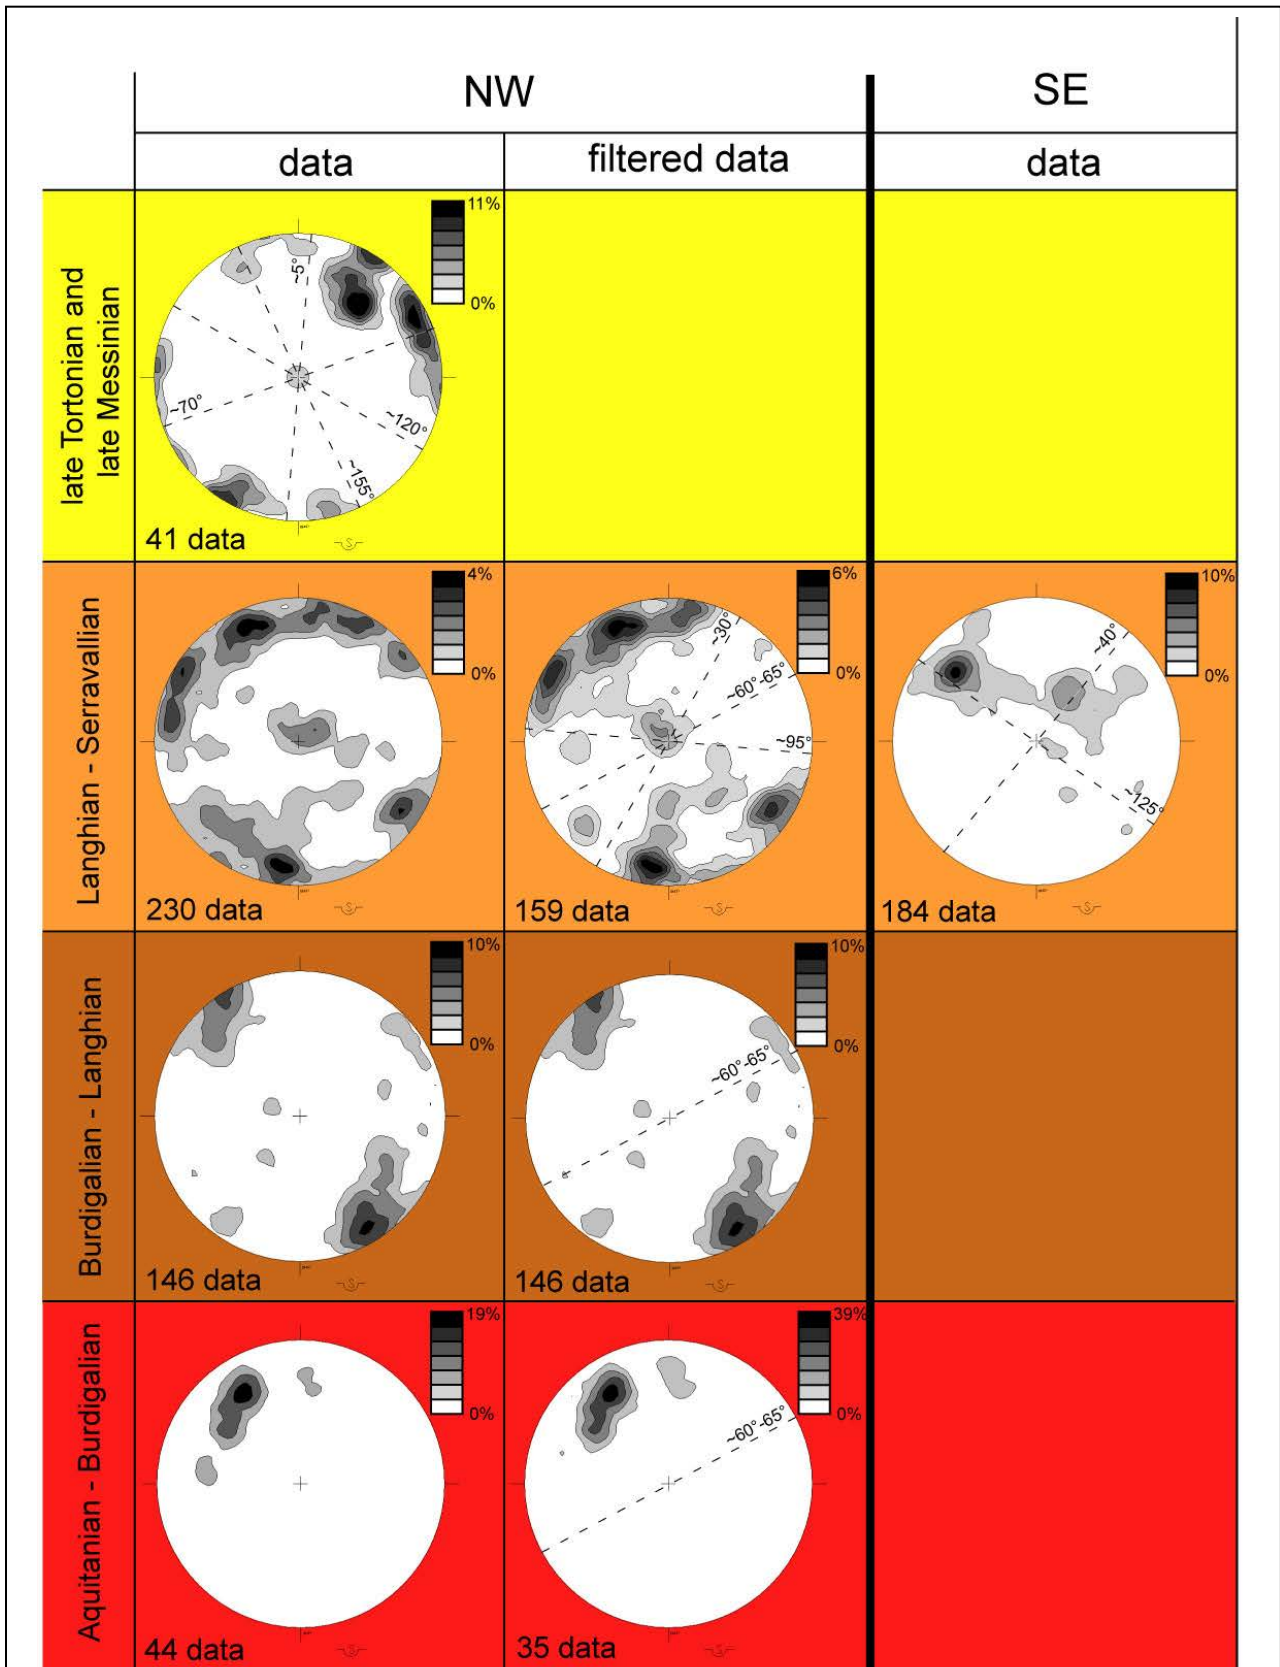 NW
SE
data
filtered data
data
late Tortonian and
late Messinian
11%
0%
~5°
~70°
~120°
~155°
S
41 data
Langhian - Serravallian
4%
0%
S
230 data
6%
0%
~30°
~60°-65°
~95°
S
159 data
10%
0%
~40°
~125°
S
184 data
Burdigalian - Langhian
10%
0%
S
146 data
10%
0%
~60°-65°
S
146 data
Aquitanian - Burdigalian
19%
0%
S
44 data
39%
0%
~60°-65°
S
35 data